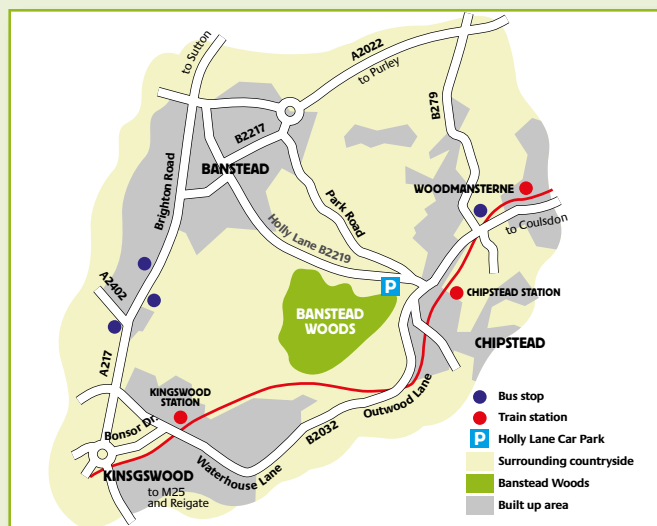 to Sutton
A2022
to Purley
B279
B2217
BANSTEAD
WOODMANSTERNE
Brighton Road
Park Road
to Coulsdon
Holly Lane B2219
A2402
P
CHIPSTEAD STATION
BANSTEAD
WOODS
CHIPSTEAD
A217
KINGSWOOD
STATION
Outwood Lane
Bonsor Dr.
B2032
Waterhouse Lane
KINSGSWOOD
to M25
and Reigate
Bus stop
Train station
P Holly Lane Car Park
Surrounding countryside
Banstead Woods
Built up area